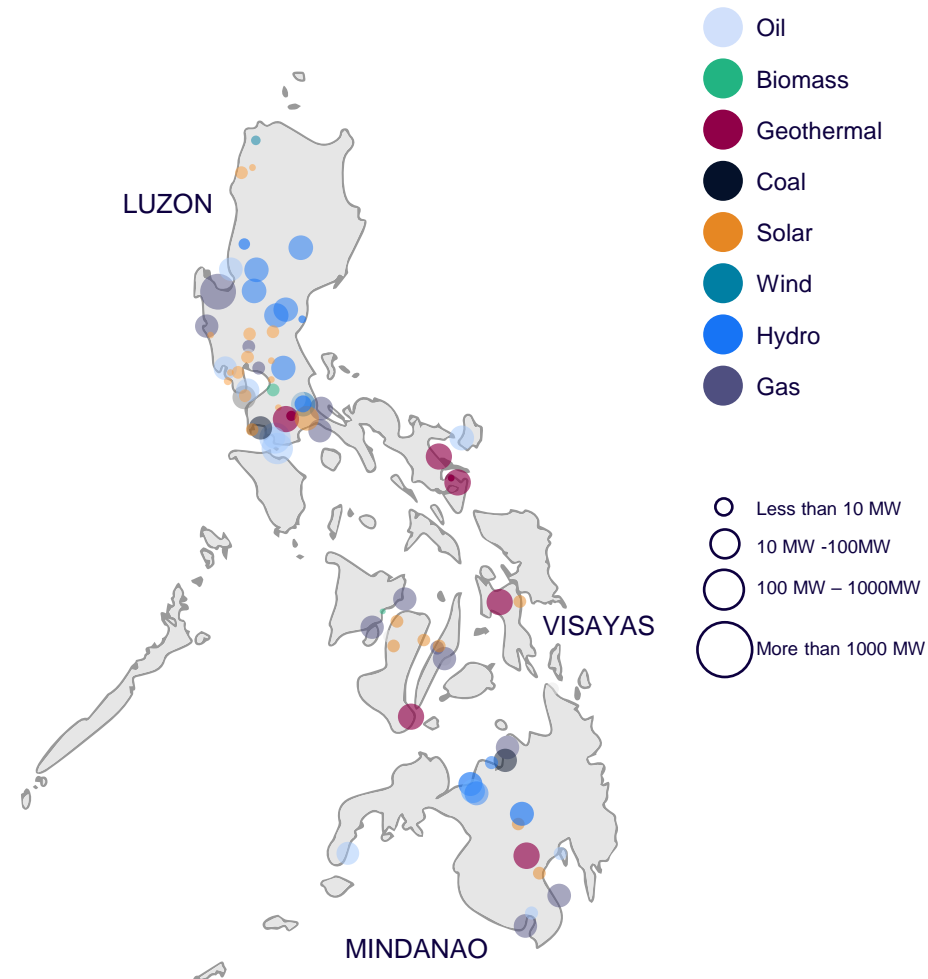 Oil
Biomass
Geothermal
Coal
LUZON
Solar
Wind
Hydro
Gas
Less than 10 MW
10 MW -100MW
100 MW – 1000MW
VISAYAS
More than 1000 MW
MINDANAO